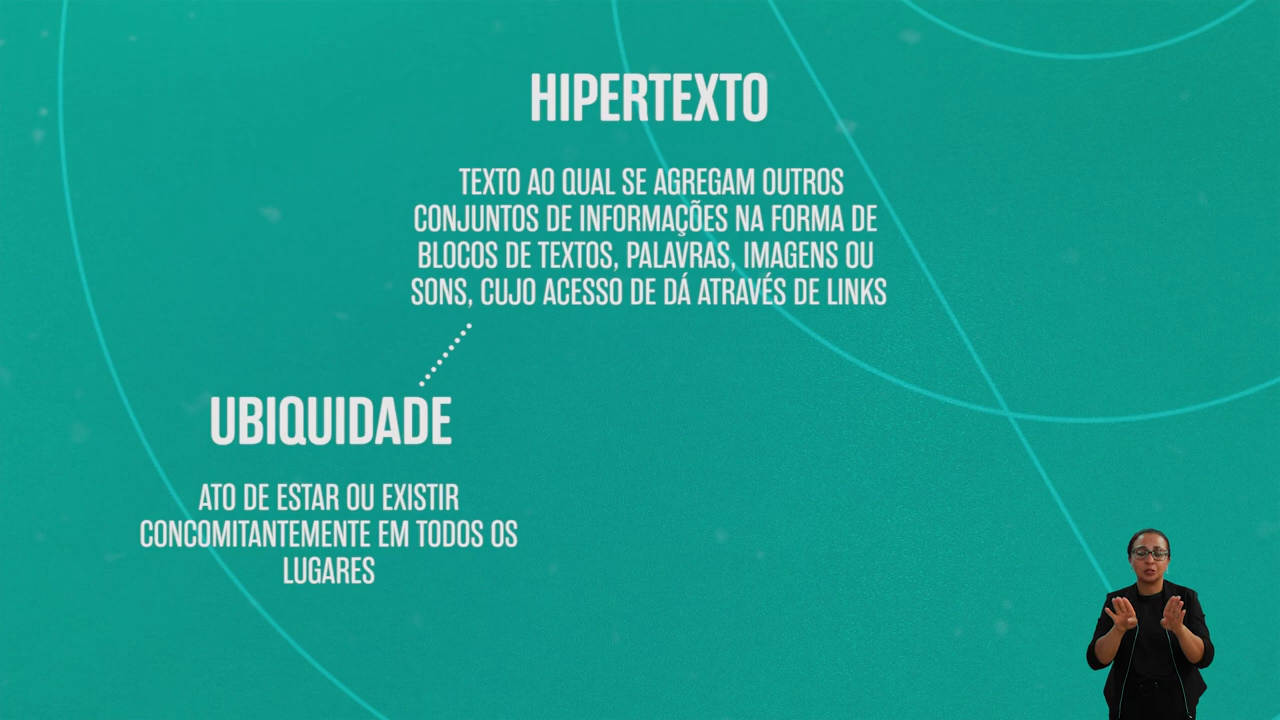 HIPERTEXTO
TEXTO AO QUAL SE AGREGAM OUTROS
CONJUNTOS DE INFORMAÇÕES NA FORMA DE
BLOCOS DE TEXTOS, PALAVRAS, IMAGENS OU
SONS, CUJO ACESSO DE DÁ ATRAVÉS DE LINKS
UBIQUIDADE
ATO DE ESTAR OU EXISTIR
CONCOMITANTEMENTE EM TODOS OS
LUGARES